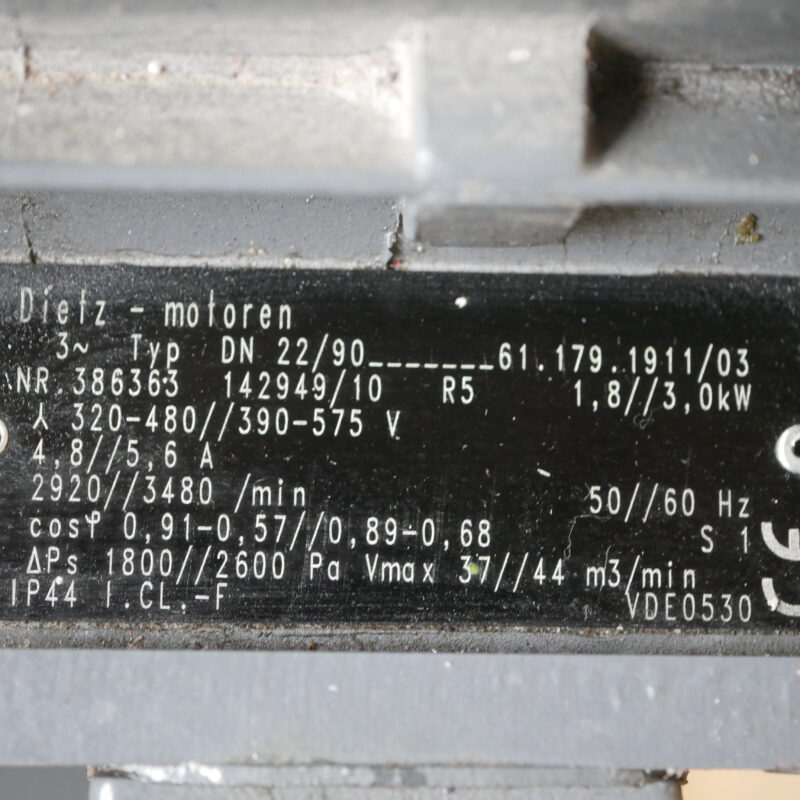 Dietz - motoren
3~ Typ DN 22/90_______61.179.1911/03
NR.386363 142949/10 R5 1,8//3,0kW
⅄ 320-480//390-575 V
4,8//5,6 A
2920//3480 /min 50//60 Hz
cosφ 0,91-0,57//0,89-0,68 S 1
ΔPs 1800//2600 Pa Vmax 37//44 m3/min
IP44 I.CL.-F VDE0530
CE